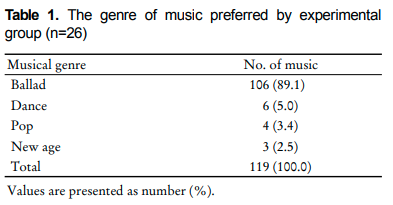 Table 1. The genre of music preferred by experimental
group (n=26)
Musical genre No. of music
Ballad 106 (89.1)
Dance 6 (5.0)
Pop 4 (3.4)
New age 3 (2.5)
Total 119 (100.0)
Values are presented as number (%).